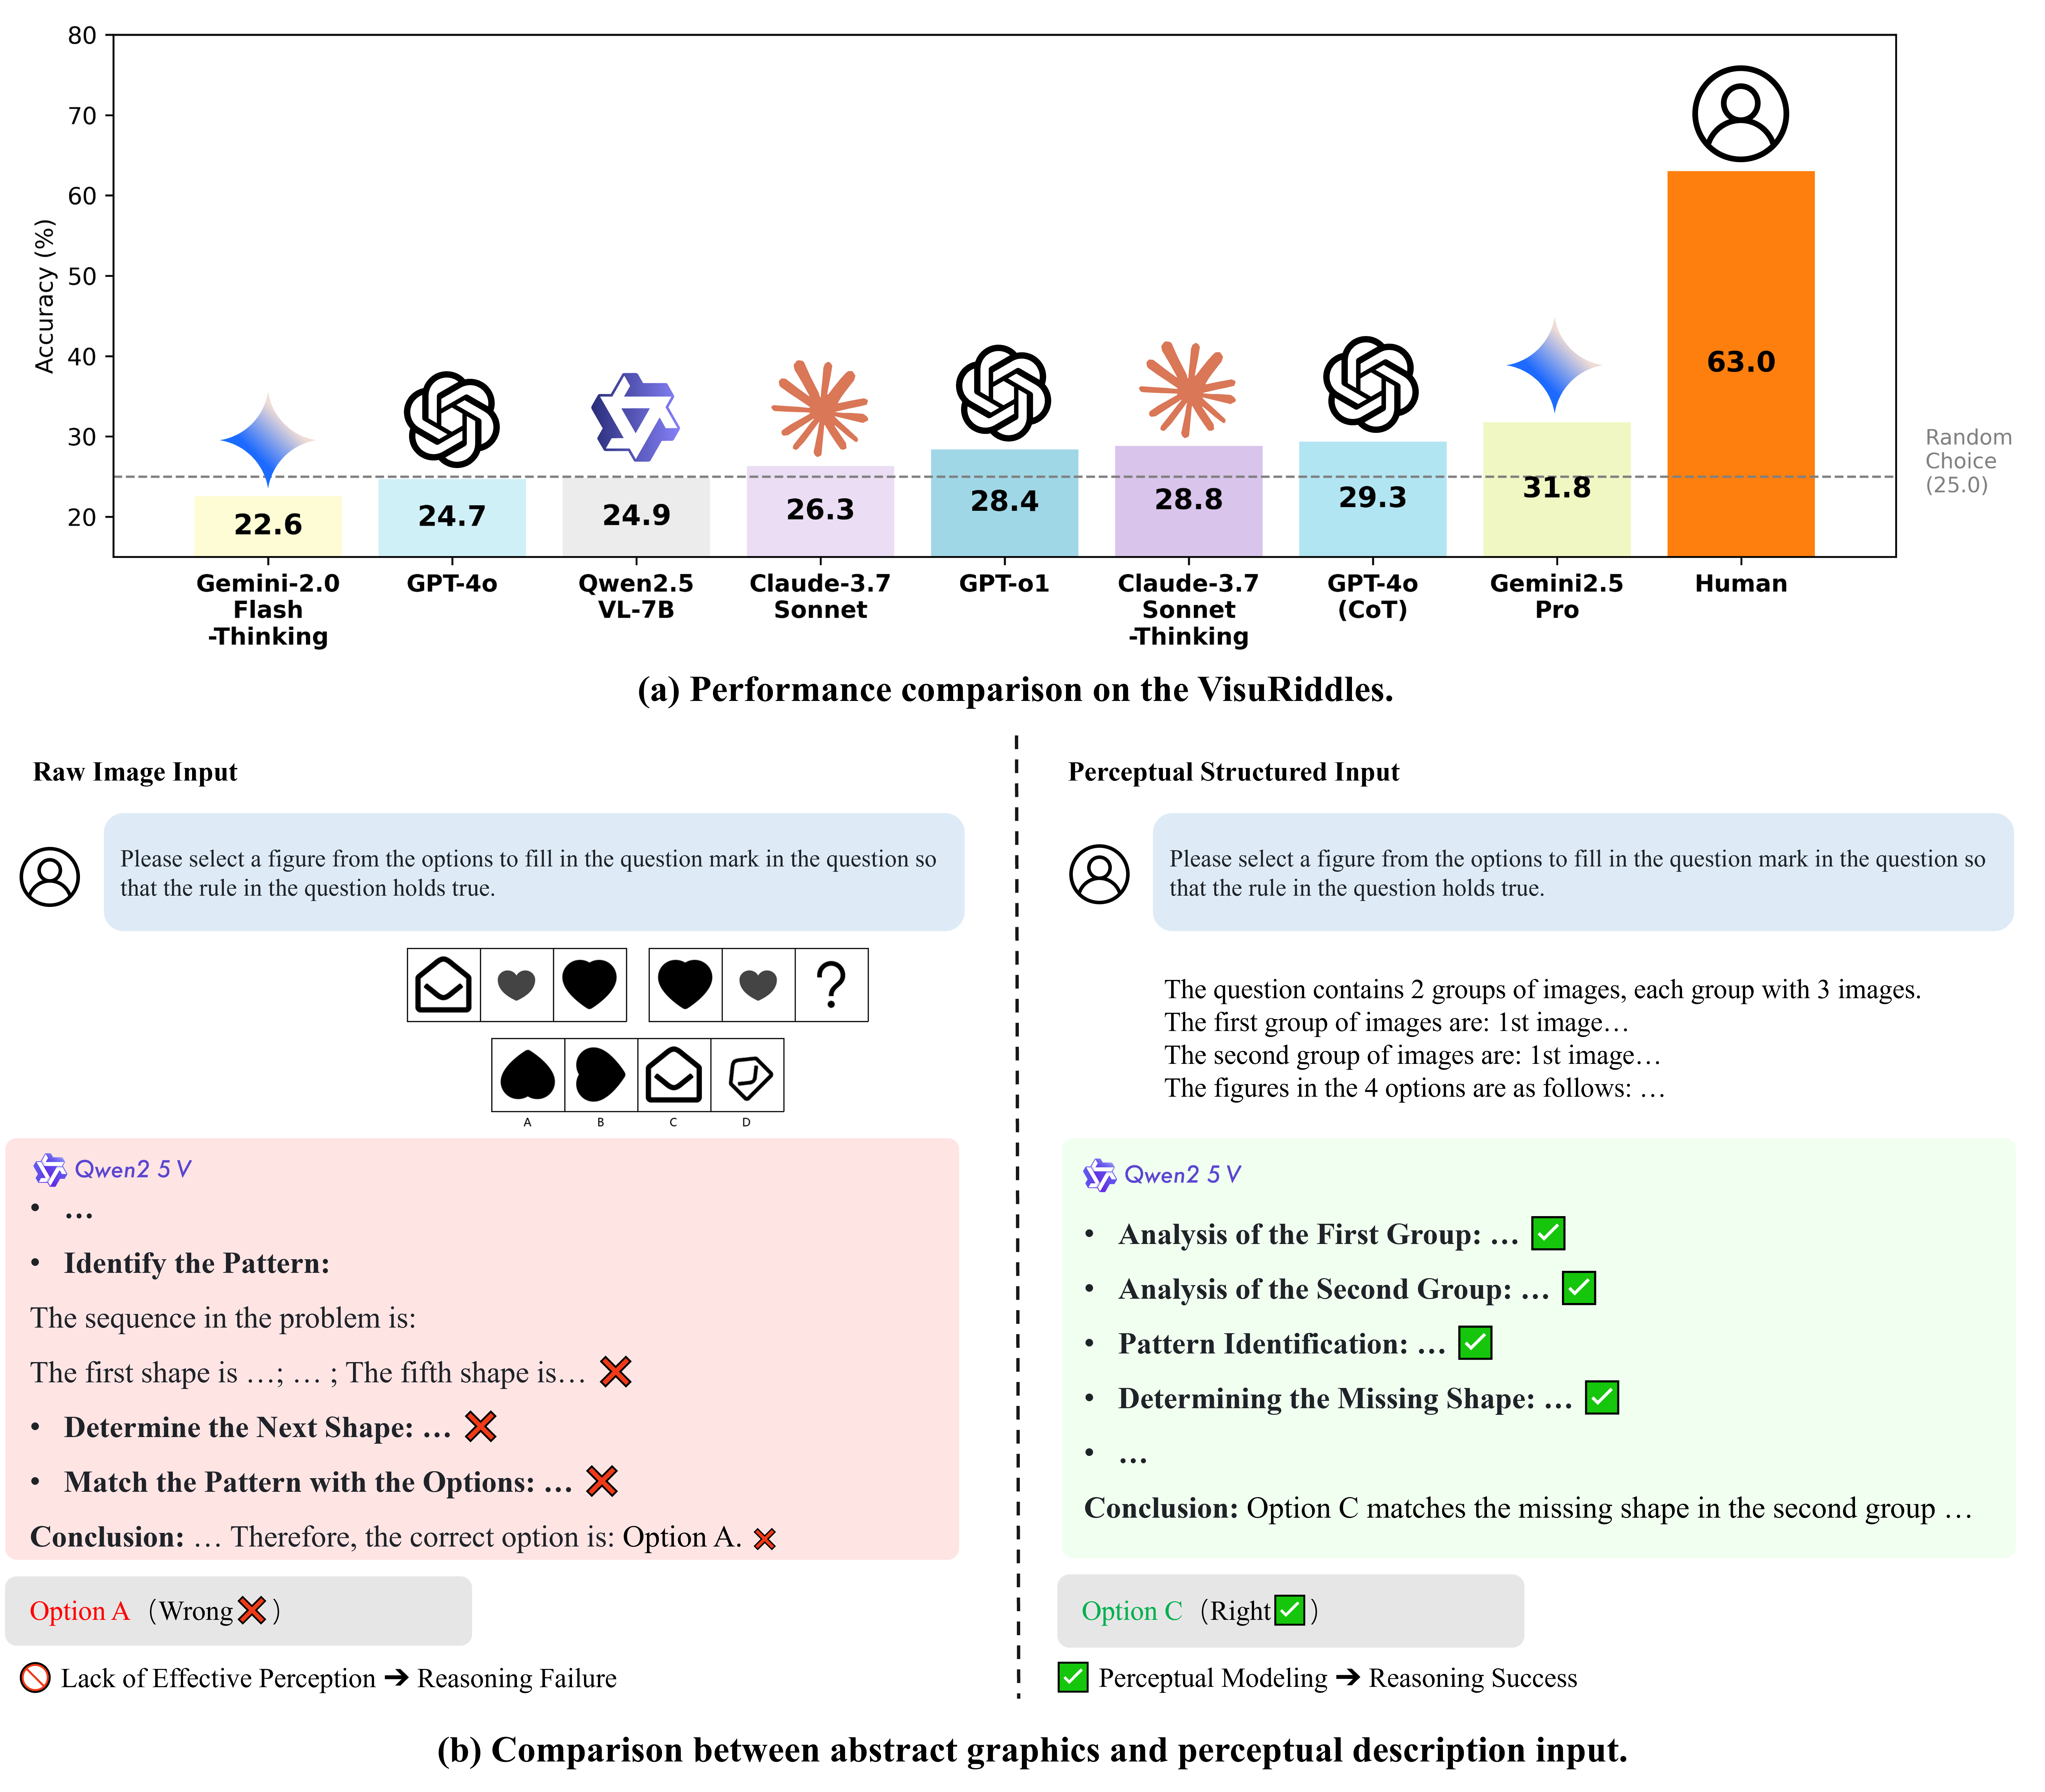 80
70
60
50
40
30
20
Accuracy (%)
22.6
24.7
24.9
26.3
28.4
28.8
29.3
31.8
63.0
Random
Choice
(25.0)
Gemini-2.0
Flash
-Thinking
GPT-4o
Qwen2.5
VL-7B
Claude-3.7
Sonnet
GPT-o1
Claude-3.7
Sonnet
-Thinking
GPT-4o
(CoT)
Gemini2.5
Pro
Human
(a) Performance comparison on the VisuRiddles.
Raw Image Input
Please select a figure from the options to fill in the question mark in the question so
that the rule in the question holds true.
?
A B C D
Qwen2 5 V
• …
• Identify the Pattern:
The sequence in the problem is:
The first shape is …; … ; The fifth shape is… ❌
• Determine the Next Shape: … ❌
• Match the Pattern with the Options: … ❌
Conclusion: … Therefore, the correct option is: Option A. ❌
Option A (Wrong❌)
Lack of Effective Perception ➔ Reasoning Failure
Perceptual Structured Input
Please select a figure from the options to fill in the question mark in the question so
that the rule in the question holds true.
The question contains 2 groups of images, each group with 3 images.
The first group of images are: 1st image…
The second group of images are: 1st image…
The figures in the 4 options are as follows: …
Qwen2 5 V
• Analysis of the First Group: … ✅
• Analysis of the Second Group: … ✅
• Pattern Identification: … ✅
• Determining the Missing Shape: … ✅
• …
Conclusion: Option C matches the missing shape in the second group …
Option C (Right✅)
✅ Perceptual Modeling ➔ Reasoning Success
(b) Comparison between abstract graphics and perceptual description input.